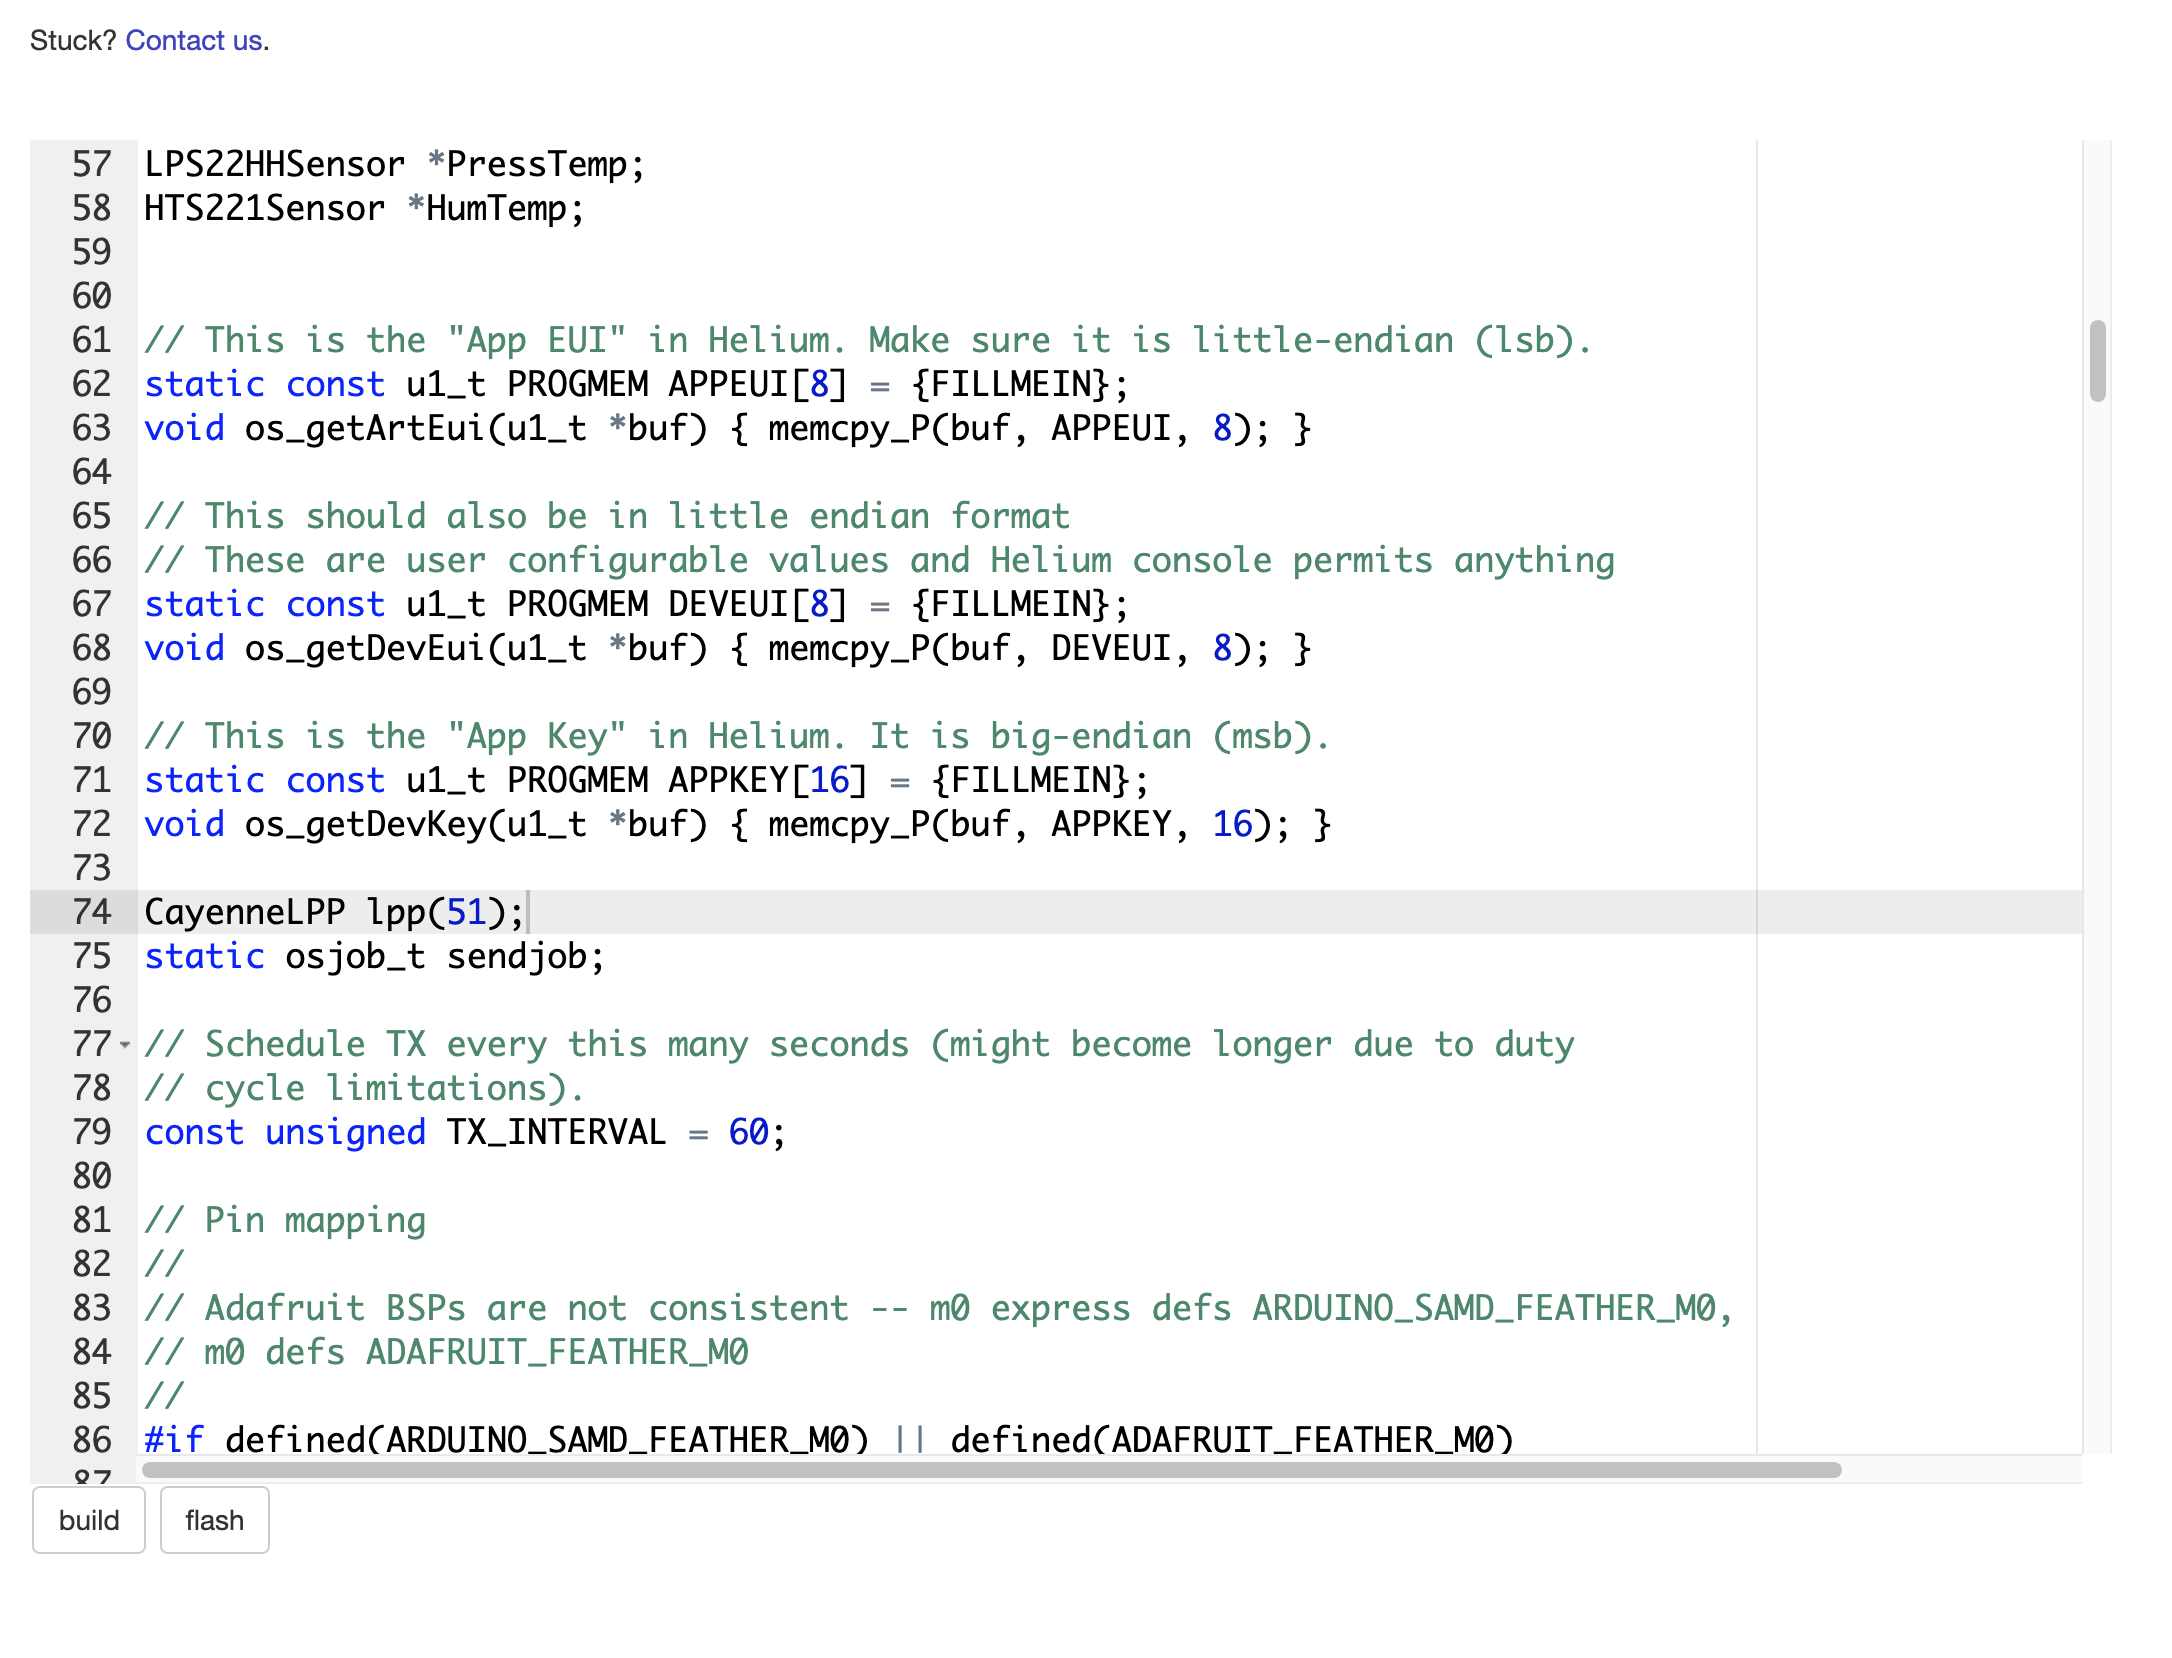 Stuck? Contact us.
57 LPS22HHSensor *PressTemp;
58 HTS221Sensor *HumTemp;
59
60
61 // This is the "App EUI" in Helium. Make sure it is little-endian (lsb).
62 static const u1_t PROGMEM APPEUI[8] = {FILLMEIN};
63 void os_getArtEui(u1_t *buf) { memcpy_P(buf, APPEUI, 8); }
64
65 // This should also be in little endian format
66 // These are user configurable values and Helium console permits anything
67 static const u1_t PROGMEM DEVEUI[8] = {FILLMEIN};
68 void os_getDevEui(u1_t *buf) { memcpy_P(buf, DEVEUI, 8); }
69
70 // This is the "App Key" in Helium. It is big-endian (msb).
71 static const u1_t PROGMEM APPKEY[16] = {FILLMEIN};
72 void os_getDevKey(u1_t *buf) { memcpy_P(buf, APPKEY, 16); }
73
74 CayenneLPP lpp(51);
75 static osjob_t sendjob;
76
77 // Schedule TX every this many seconds (might become longer due to duty
78 // cycle limitations).
79 const unsigned TX_INTERVAL = 60;
80
81 // Pin mapping
82 //
83 // Adafruit BSPs are not consistent -- m0 express defs ARDUINO_SAMD_FEATHER_M0,
84 // m0 defs ADAFRUIT_FEATHER_M0
85 //
86 #if defined(ARDUINO_SAMD_FEATHER_M0) || defined(ADAFRUIT_FEATHER_M0)
87
build flash